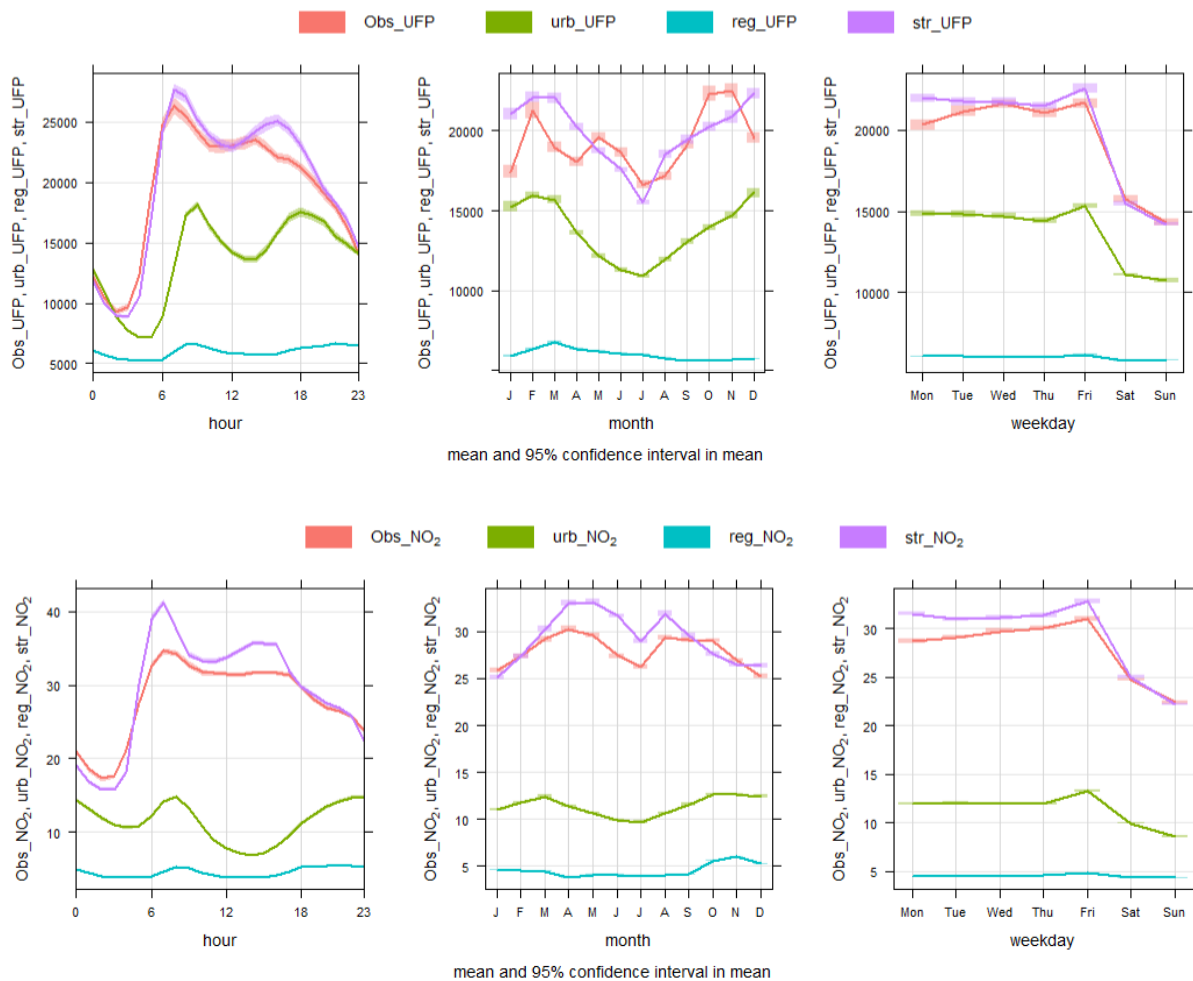 Obs_UFP urb_UFP reg_UFP str_UFP
Obs_UFP, urb_UFP, reg_UFP, str_UFP
25000
20000
15000
10000
5000
0 6 12 18 23
hour
Obs_UFP, urb_UFP, reg_UFP, str_UFP
20000
15000
10000
J F M A M J J A S O N D
month
Obs_UFP, urb_UFP, reg_UFP, str_UFP
20000
15000
10000
Mon Tue Wed Thu Fri Sat Sun
weekday
mean and 95% confidence interval in mean
Obs_NO₂ urb_NO₂ reg_NO₂ str_NO₂
Obs_NO₂, urb_NO₂, reg_NO₂, str_NO₂
40
30
20
10
0 6 12 18 23
hour
Obs_NO₂, urb_NO₂, reg_NO₂, str_NO₂
30
25
20
15
10
5
J F M A M J J A S O N D
month
Obs_NO₂, urb_NO₂, reg_NO₂, str_NO₂
30
25
20
15
10
5
Mon Tue Wed Thu Fri Sat Sun
weekday
mean and 95% confidence interval in mean